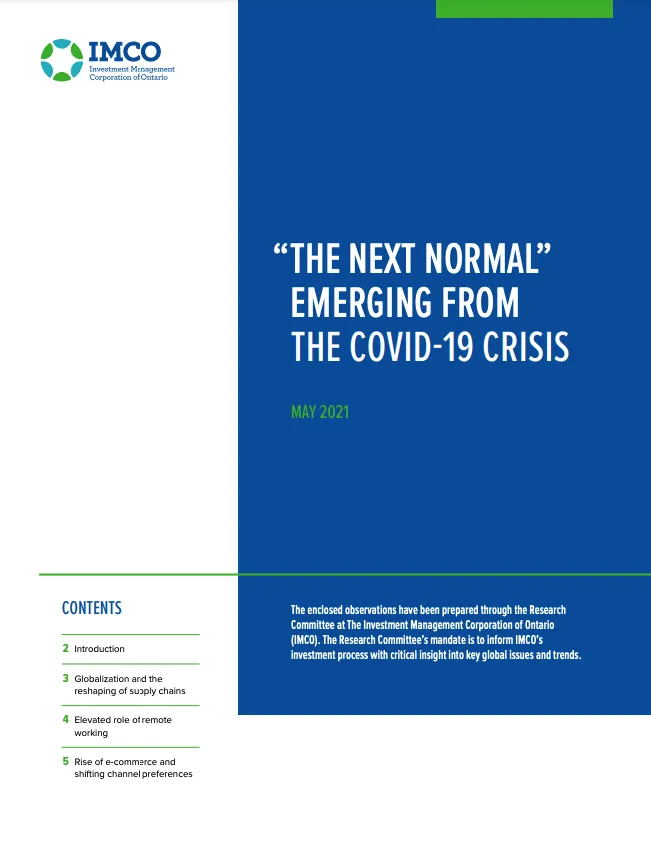 IMCO
Investment Management
Corporation of Ontario
“THE NEXT NORMAL”
EMERGING FROM
THE COVID-19 CRISIS
MAY 2021
CONTENTS
2 Introduction
3 Globalization and the
reshaping of supply chains
4 Elevated role of remote
working
5 Rise of e-commerce and
shifting channel preferences
The enclosed observations have been prepared through the Research
Committee at The Investment Management Corporation of Ontario
(IMCO). The Research Committee’s mandate is to inform IMCO’s
investment process with critical insight into key global issues and trends.